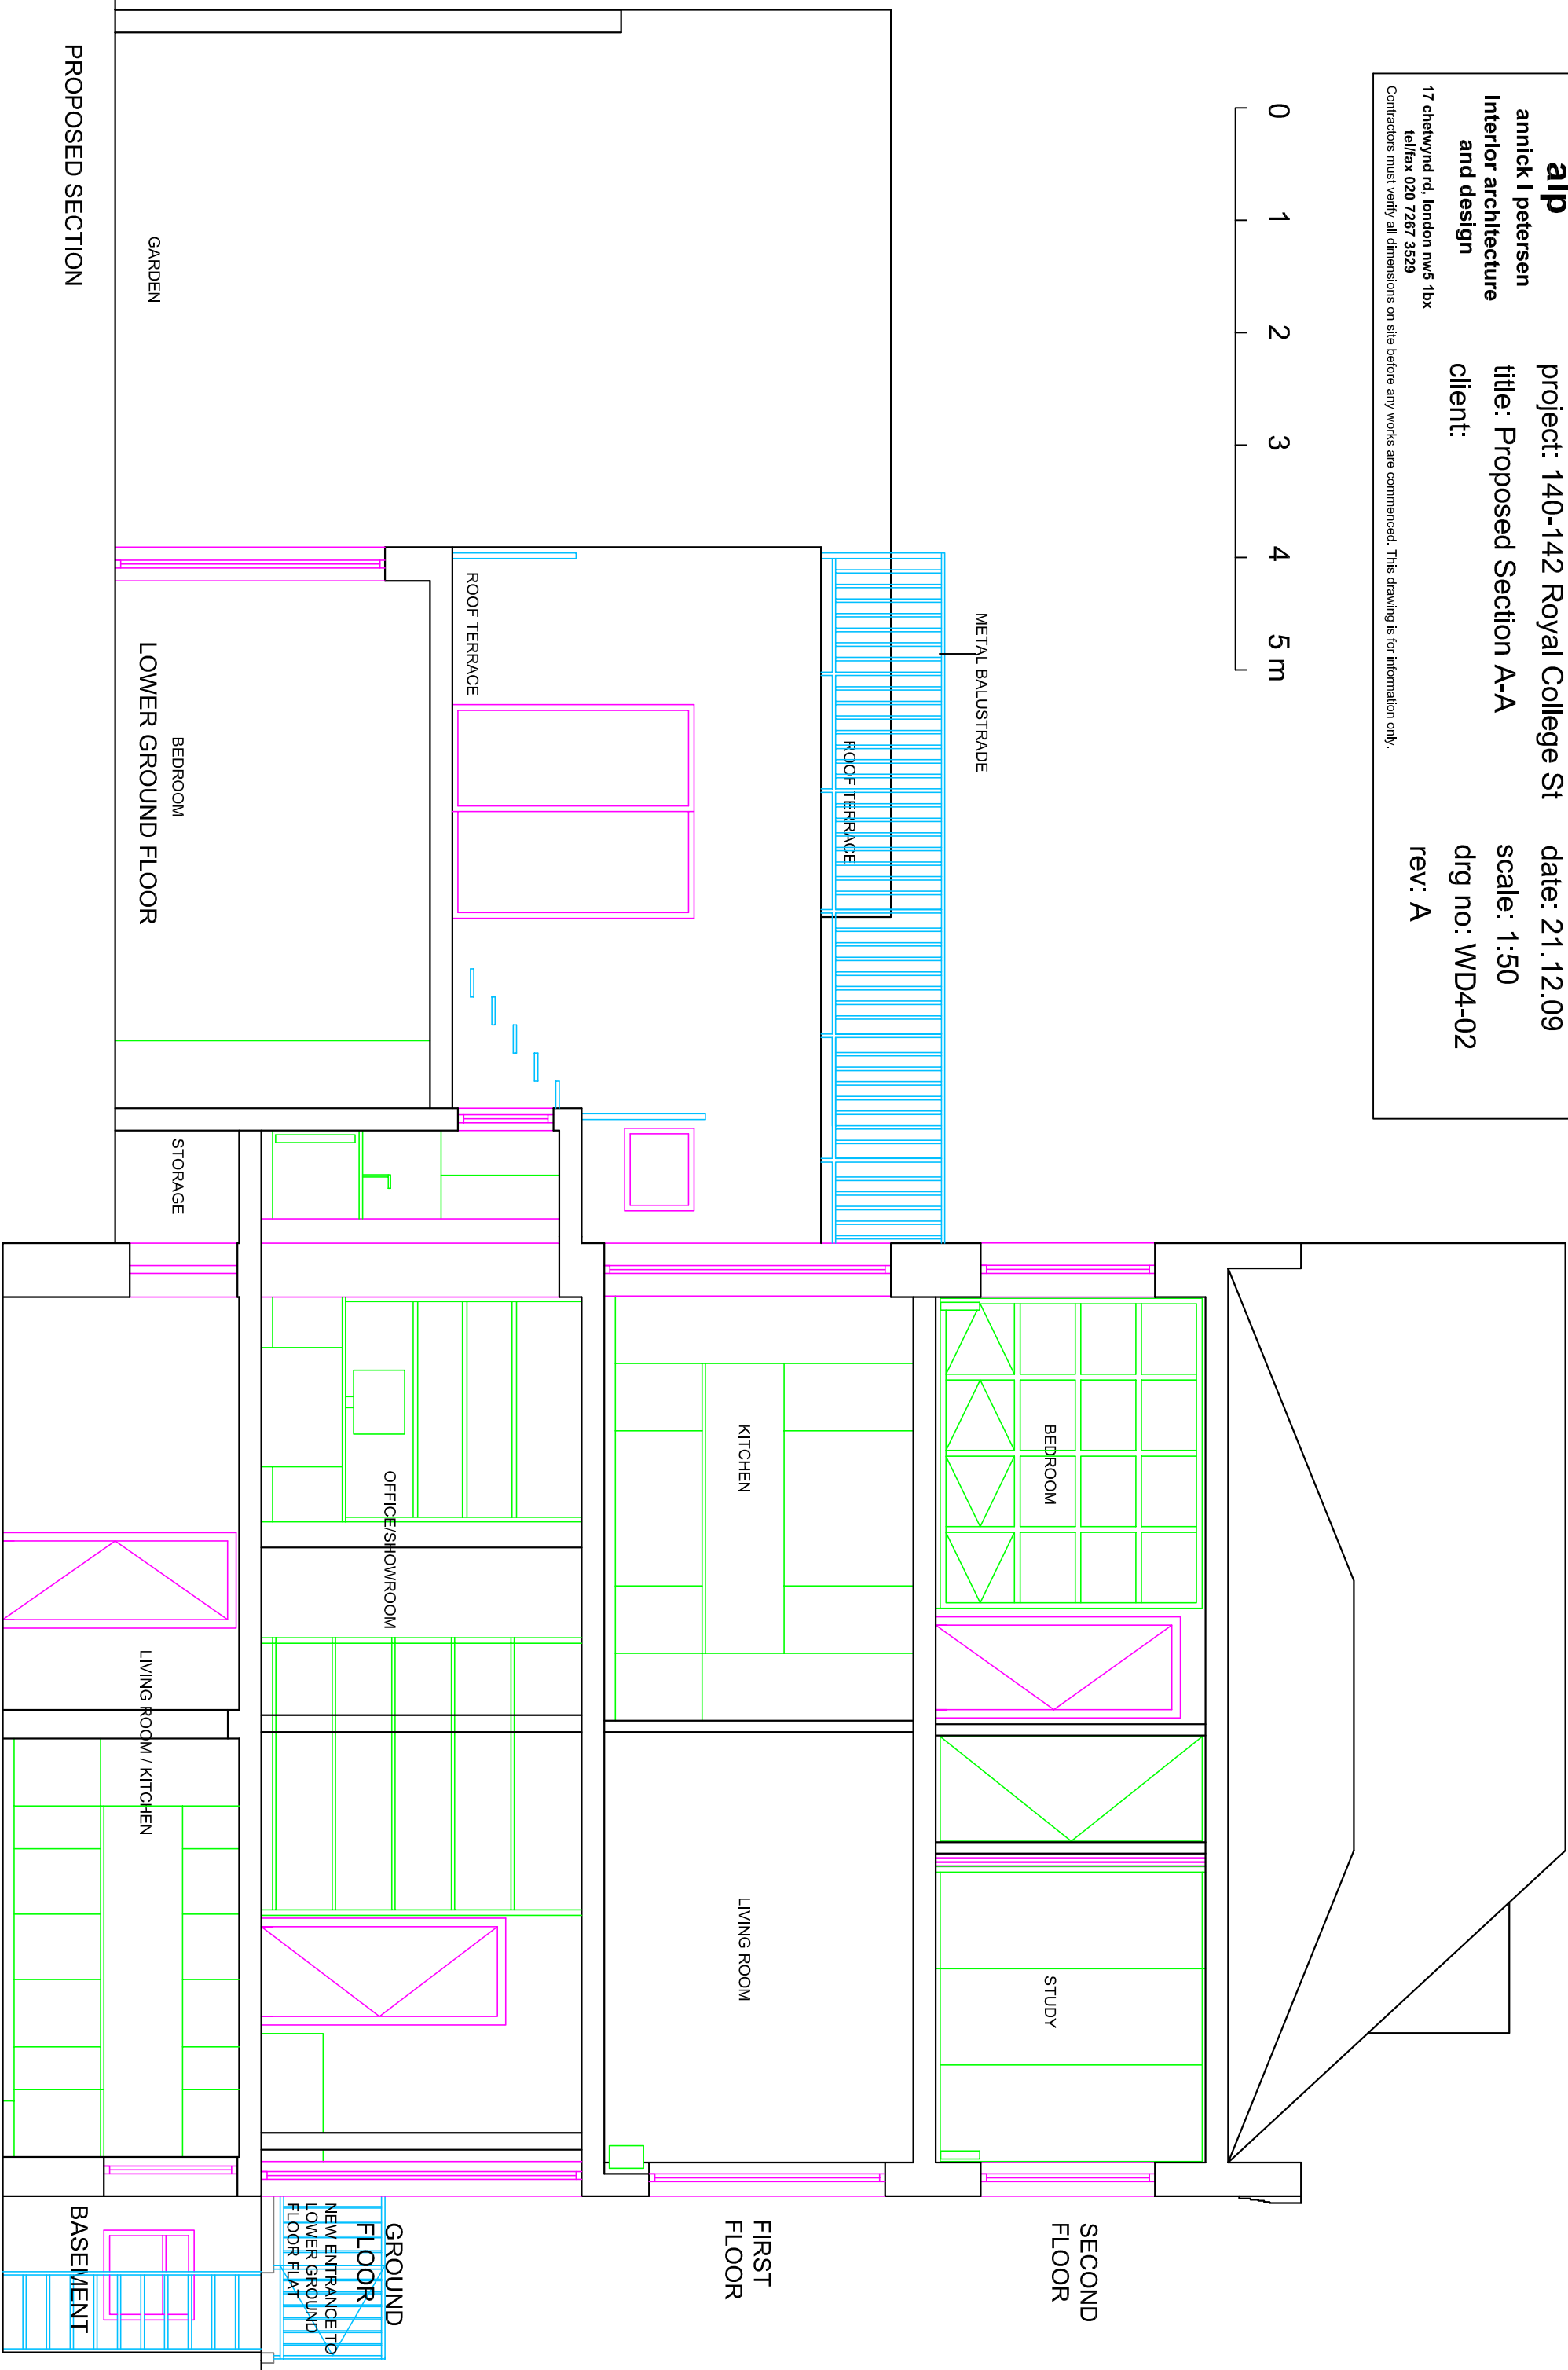 alp
annick l petersen
interior architecture
and design
17 chetwynd rd, london nw5 1bx
tel/fax 020 7267 3529
Contractors must verify all dimensions on site before any works are commenced. This drawing is for information only.
project: 140-142 Royal College St
title: Proposed Section A-A
client:
date: 21.12.09
scale: 1:50
drg no: WD4-02
rev: A
0 1 2 3 4 5 m
METAL BALUSTRADE
ROOF TERRACE
BEDROOM
STUDY
SECOND
FLOOR
ROOF TERRACE
KITCHEN
LIVING ROOM
FIRST
FLOOR
OFFICE/SHOWROOM
GROUND
FLOOR
NEW ENTRANCE TO
LOWER GROUND
FLOOR FLAT
GARDEN
BEDROOM
LOWER GROUND FLOOR
STORAGE
LIVING ROOM / KITCHEN
BASEMENT
PROPOSED SECTION